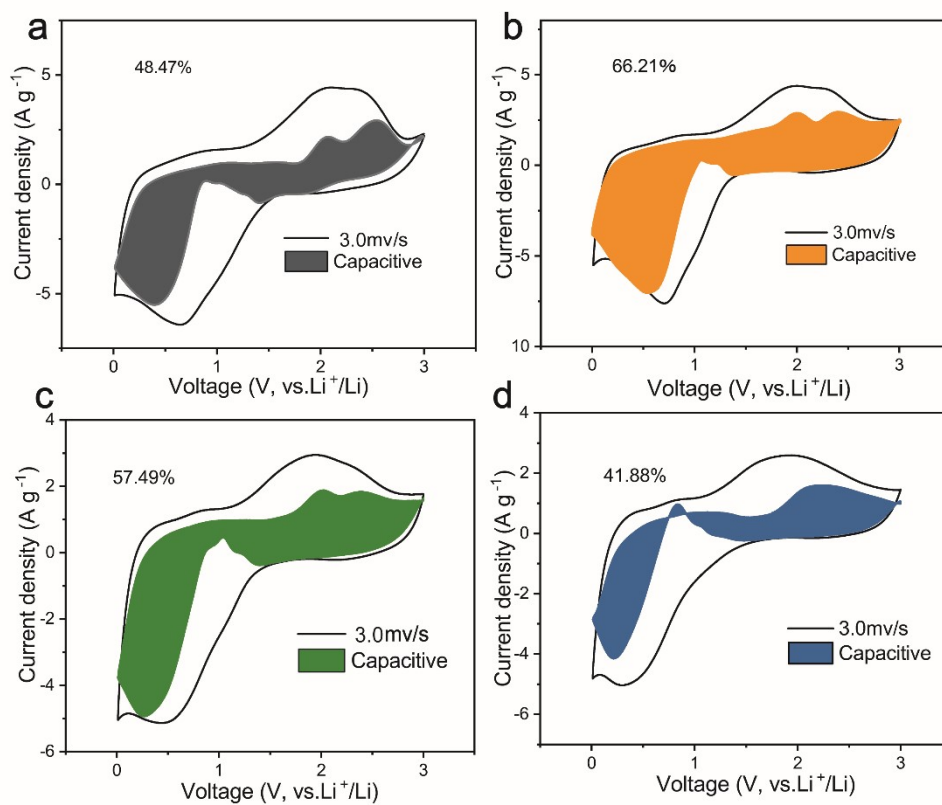 a
48.47%
Current density (A g⁻¹)
5
0
-5
3.0mv/s
Capacitive
0 1 2 3
Voltage (V, vs.Li⁺/Li)
b
66.21%
Current density (A g⁻¹)
5
0
-5
10
3.0mv/s
Capacitive
0 1 2 3
Voltage (V, vs.Li⁺/Li)
c
57.49%
Current density (A g⁻¹)
4
2
0
-2
-4
-6
3.0mv/s
Capacitive
0 1 2 3
Voltage (V, vs.Li⁺/Li)
d
41.88%
Current density (A g⁻¹)
4
2
0
-2
-4
-6
3.0mv/s
Capacitive
0 1 2 3
Voltage (V, vs.Li⁺/Li)